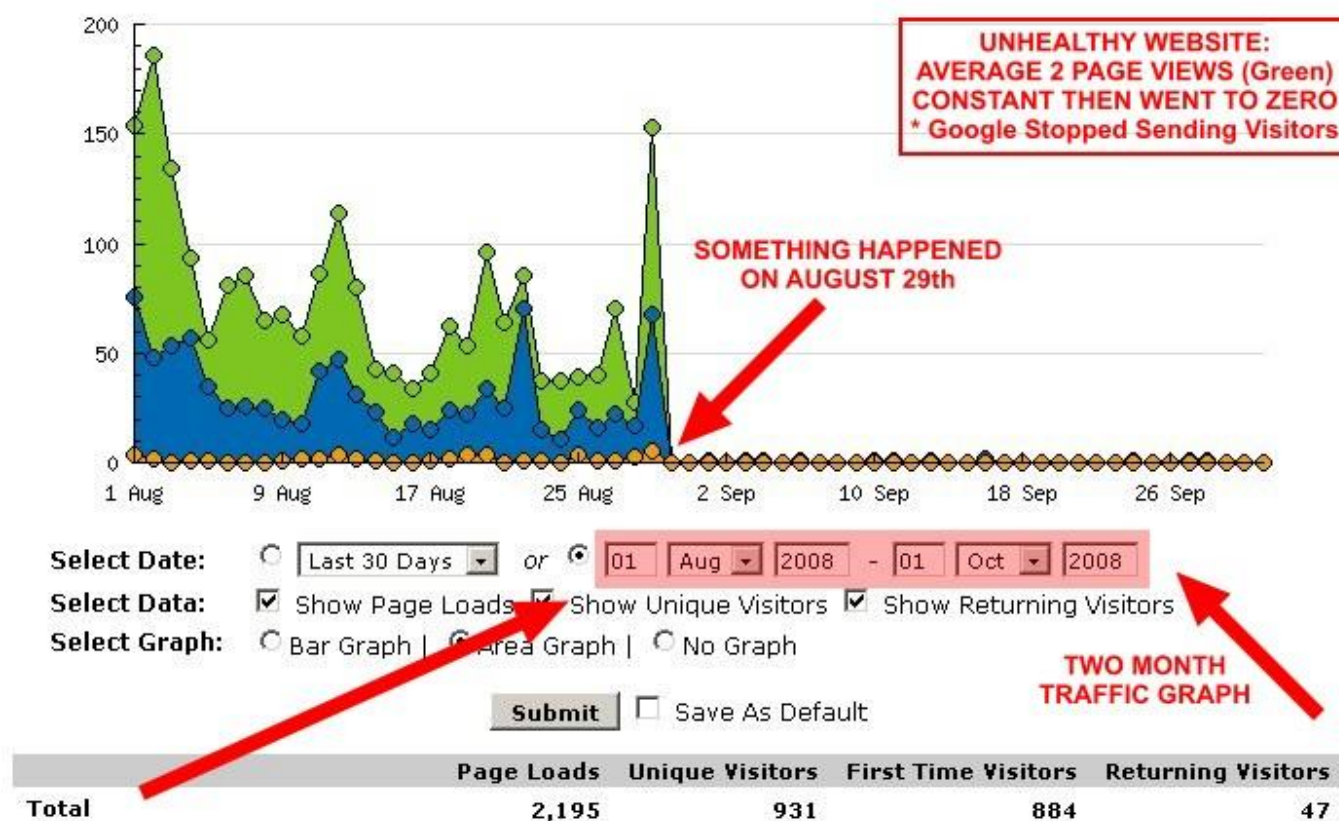 200
UNHEALTHY WEBSITE:
AVERAGE 2 PAGE VIEWS (Green)
CONSTANT THEN WENT TO ZERO
* Google Stopped Sending Visitors
150
SOMETHING HAPPENED
ON AUGUST 29th
100
50
0
1 Aug 9 Aug 17 Aug 25 Aug 2 Sep 10 Sep 18 Sep 26 Sep
Select Date: Last 30 Days or 01 Aug 2008 - 01 Oct 2008
Select Data: Show Page Loads Show Unique Visitors Show Returning Visitors
Select Graph: Bar Graph | Area Graph | No Graph
TWO MONTH
TRAFFIC GRAPH
Submit Save As Default
Page Loads Unique Visitors First Time Visitors Returning Visitors
Total 2,195 931 884 47